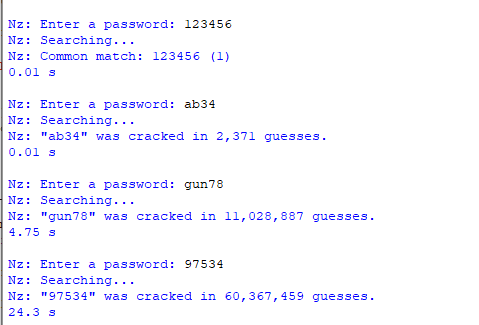 Nz: Enter a password: 123456
Nz: Searching...
Nz: Common match: 123456 (1)
0.01 s
Nz: Enter a password: ab34
Nz: Searching...
Nz: "ab34" was cracked in 2,371 guesses.
0.01 s
Nz: Enter a password: gun78
Nz: Searching...
Nz: "gun78" was cracked in 11,028,887 guesses.
4.75 s
Nz: Enter a password: 97534
Nz: Searching...
Nz: "97534" was cracked in 60,367,459 guesses.
24.3 s